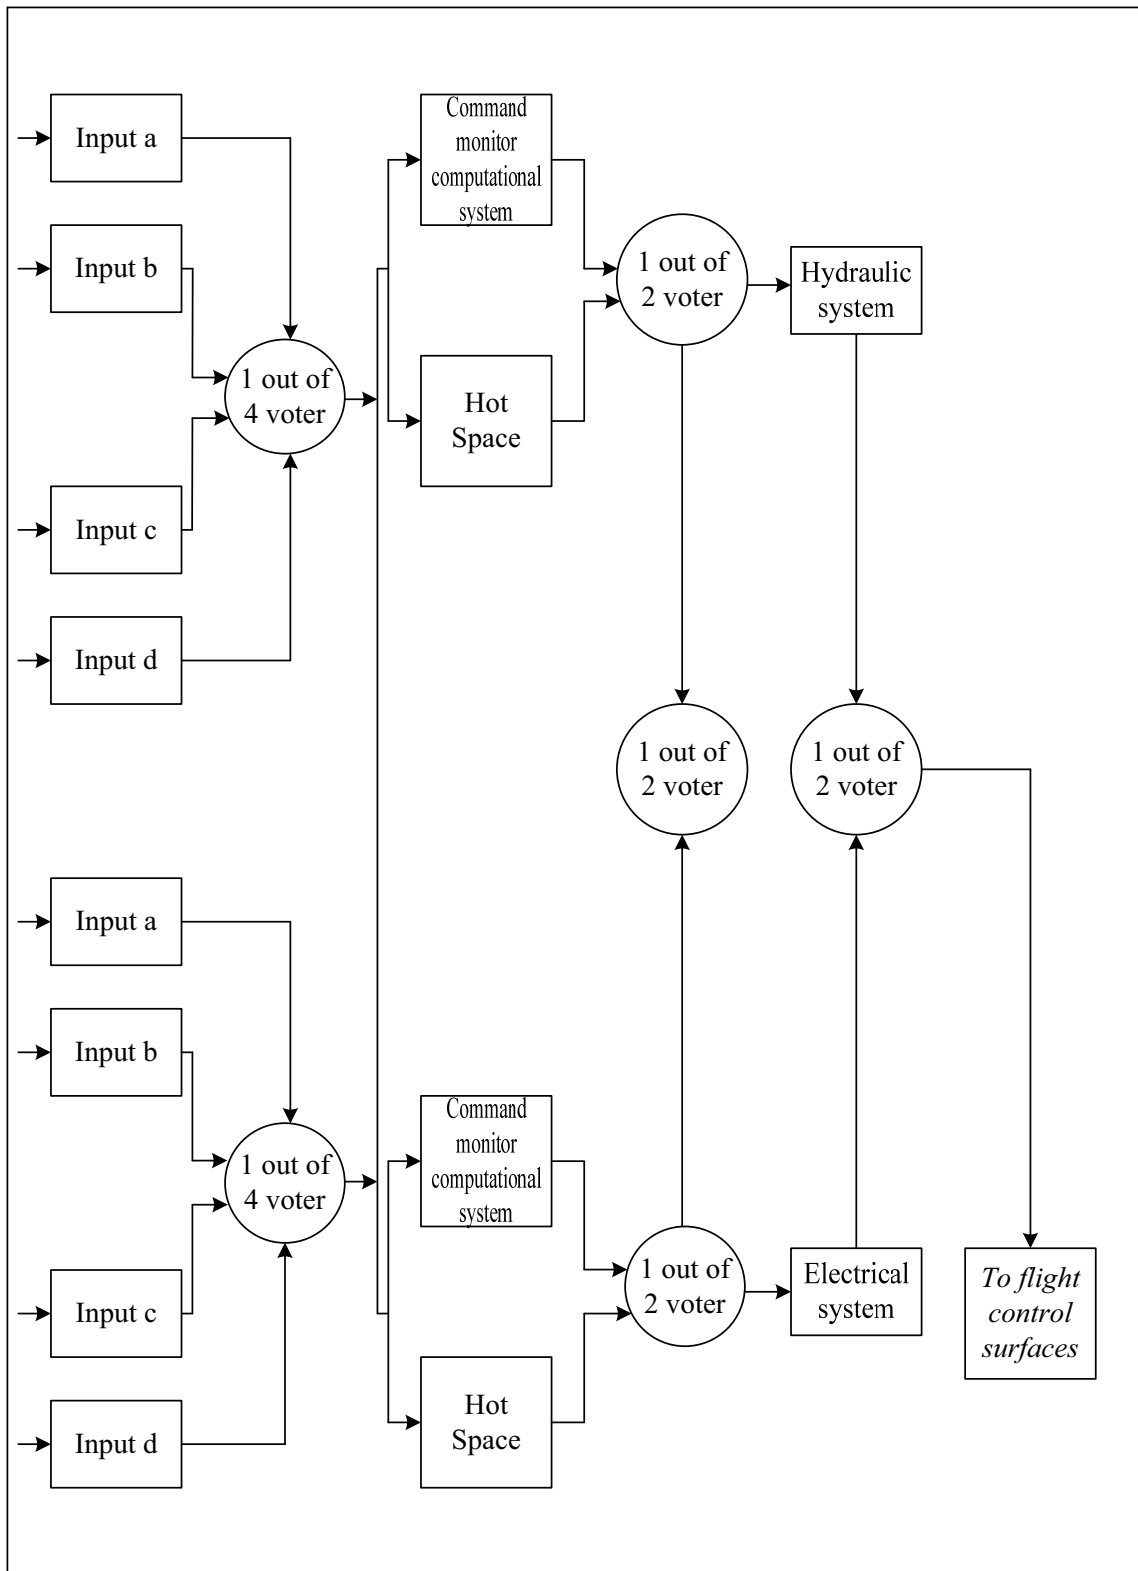 Input a
Input b
Input c
Input d
1 out of
4 voter
Command
monitor
computational
system
Hot
Space
1 out of
2 voter
Hydraulic
system
1 out of
2 voter
1 out of
2 voter
Input a
Input b
Input c
Input d
1 out of
4 voter
Command
monitor
computational
system
Hot
Space
1 out of
2 voter
Electrical
system
To flight
control
surfaces